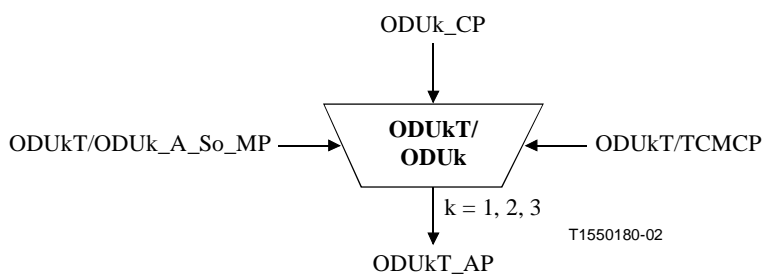 ODUk_CP
ODUkT/ODUk_A_So_MP
ODUkT/
ODUk
ODUkT/TCMCP
k = 1, 2, 3
T1550180-02
ODUkT_AP